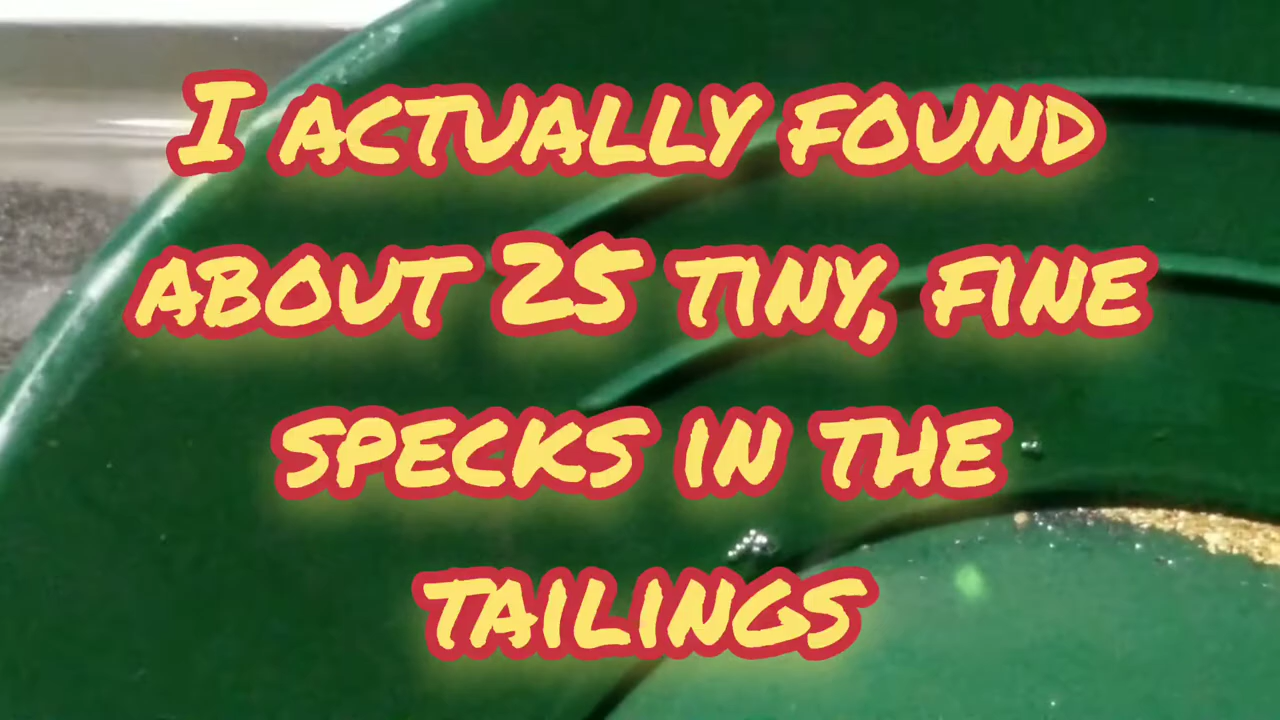 I actually found
about 25 tiny, fine
specks in the
tailings